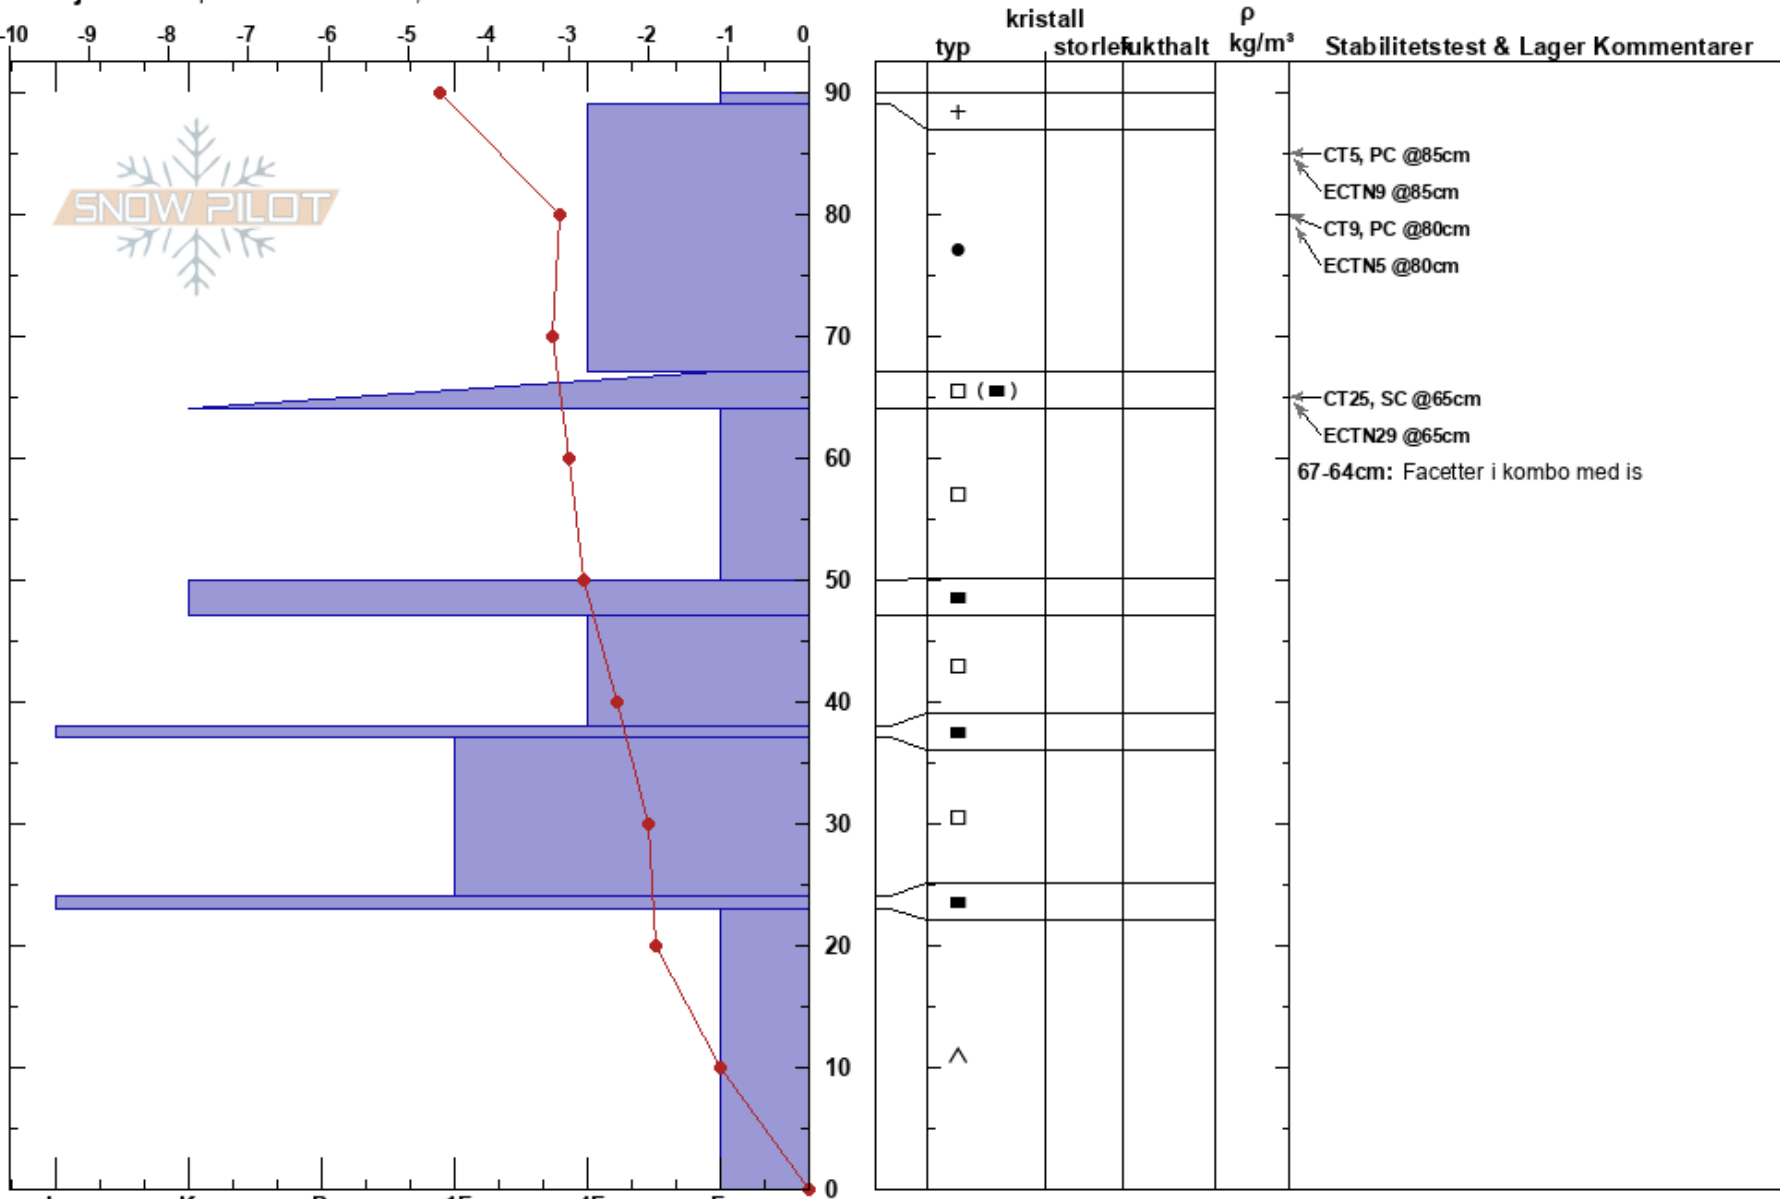 -10 -9 -8 -7 -6 -5 -4 -3 -2 -1 0
kristall
typ storlek fukthalt
ρ
kg/m³
Stabilitetstest & Lager Kommentarer
SNOW PILOT
90
80
70
60
50
40
30
20
10
0
CT5, PC @85cm
ECTN9 @85cm
CT9, PC @80cm
ECTN5 @80cm
CT25, SC @65cm
ECTN29 @65cm
67-64cm: Facetter i kombo med is